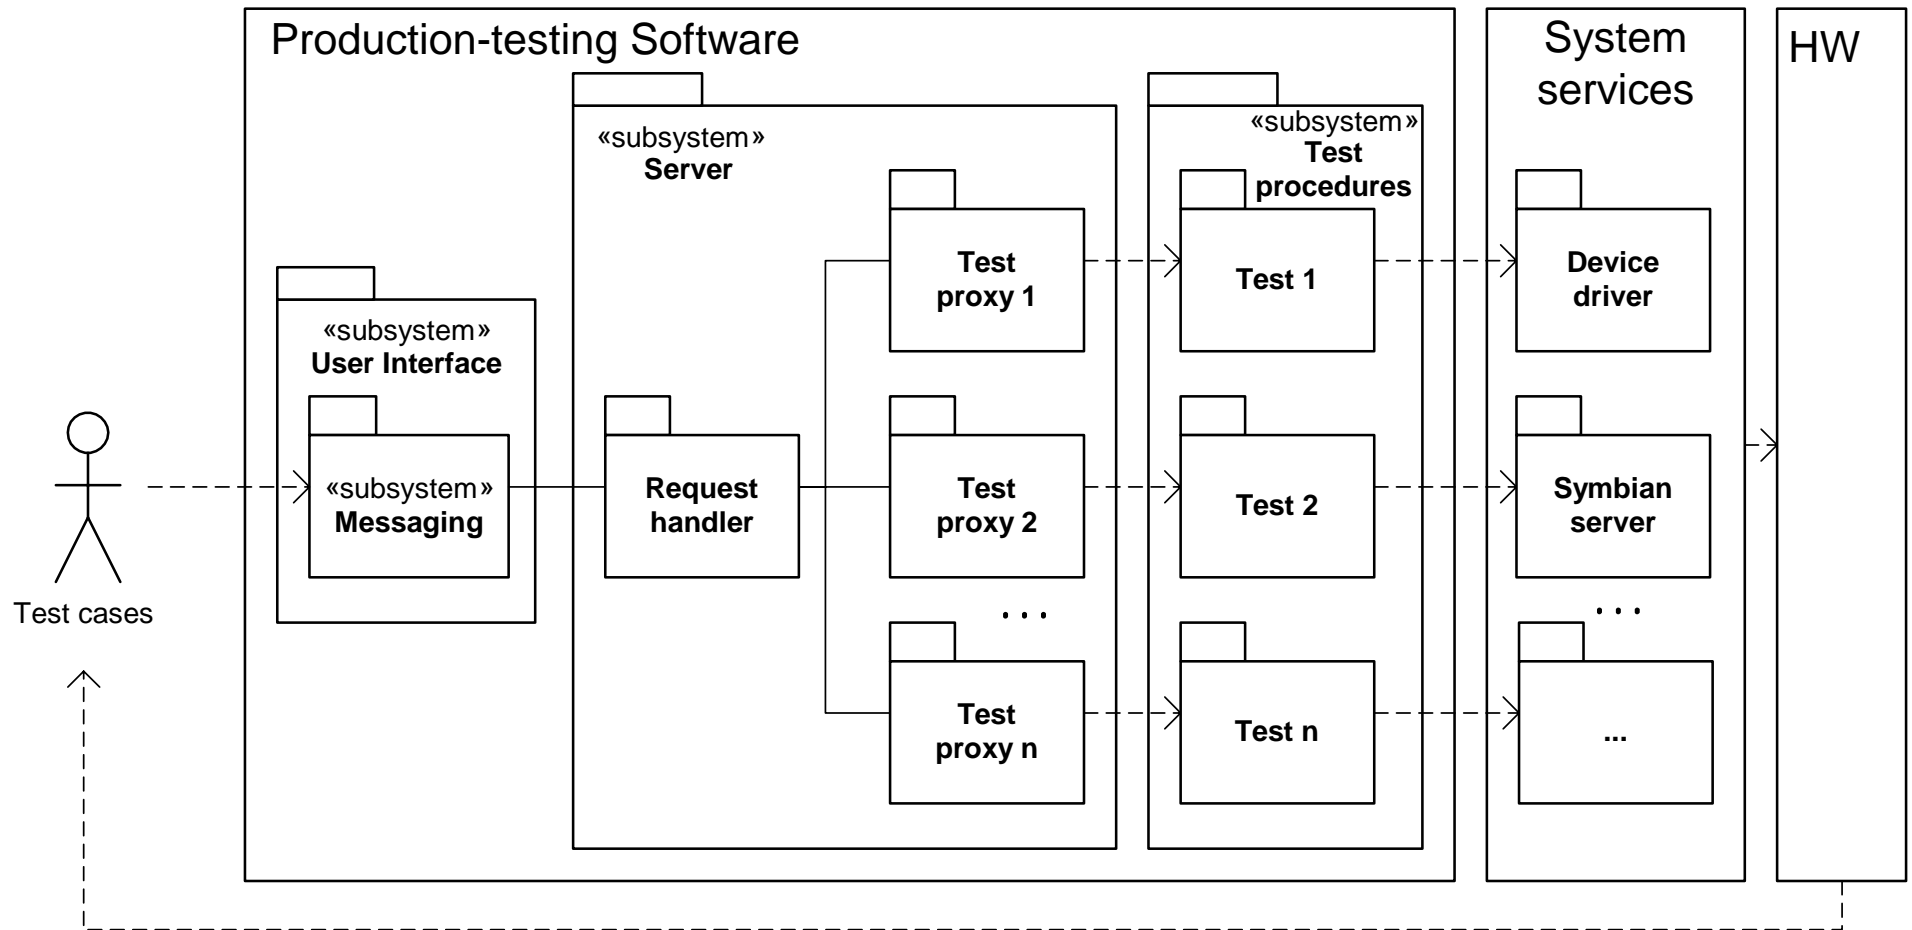 Production-testing Software
System
services
HW
«subsystem»
Server
«subsystem»
Test
procedures
Test
proxy 1
Test 1
Device
driver
«subsystem»
User Interface
«subsystem»
Messaging
Request
handler
Test
proxy 2
Test 2
Symbian
server
Test cases
. . .
. . .
Test
proxy n
Test n
...